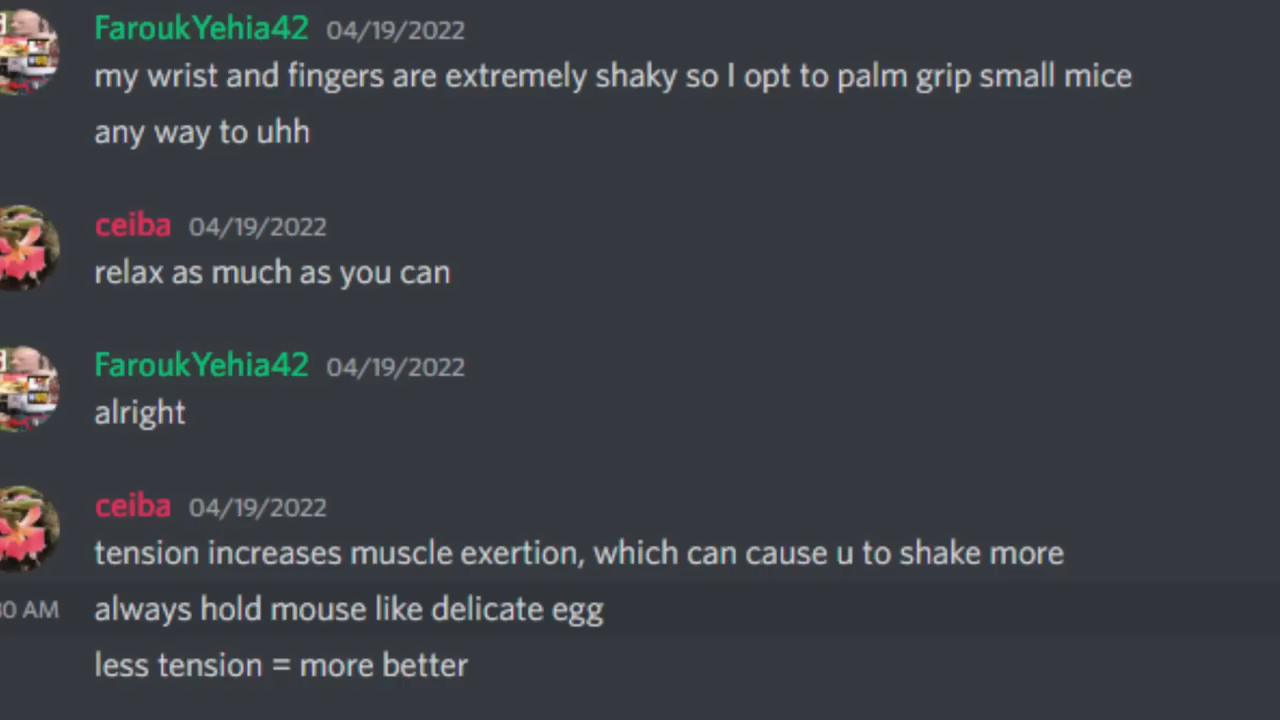 FaroukYehia42 04/19/2022
my wrist and fingers are extremely shaky so I opt to palm grip small mice
any way to uhh
ceiba 04/19/2022
relax as much as you can
FaroukYehia42 04/19/2022
alright
ceiba 04/19/2022
tension increases muscle exertion, which can cause u to shake more
AM always hold mouse like delicate egg
less tension = more better